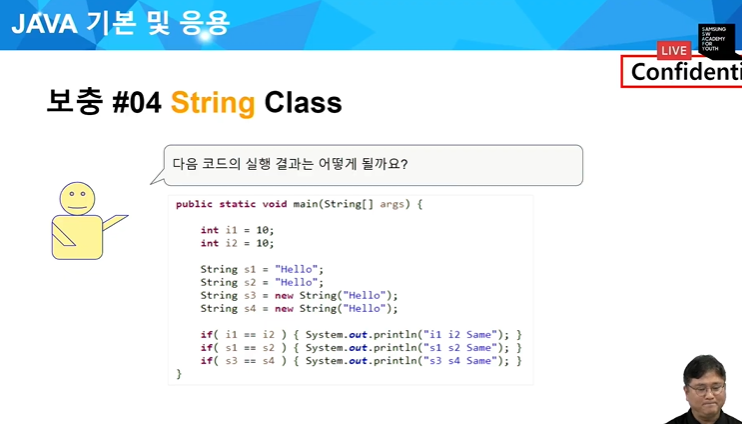 JAVA 기본 및 응용
SAMSUNG
SW
ACADEMY
FOR
YOUTH
LIVE
Confidenti
보충 #04 String Class
다음 코드의 실행 결과는 어떻게 될까요?
public static void main(String[] args) {
int i1 = 10;
int i2 = 10;
String s1 = "Hello";
String s2 = "Hello";
String s3 = new String("Hello");
String s4 = new String("Hello");
if( i1 == i2 ) { System.out.println("i1 i2 Same"); }
if( s1 == s2 ) { System.out.println("s1 s2 Same"); }
if( s3 == s4 ) { System.out.println("s3 s4 Same"); }
}